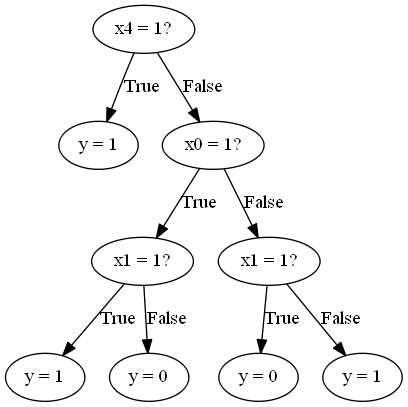 x4 = 1?
True
False
y = 1
x0 = 1?
True
False
x1 = 1?
x1 = 1?
True
False
True
False
y = 1
y = 0
y = 0
y = 1